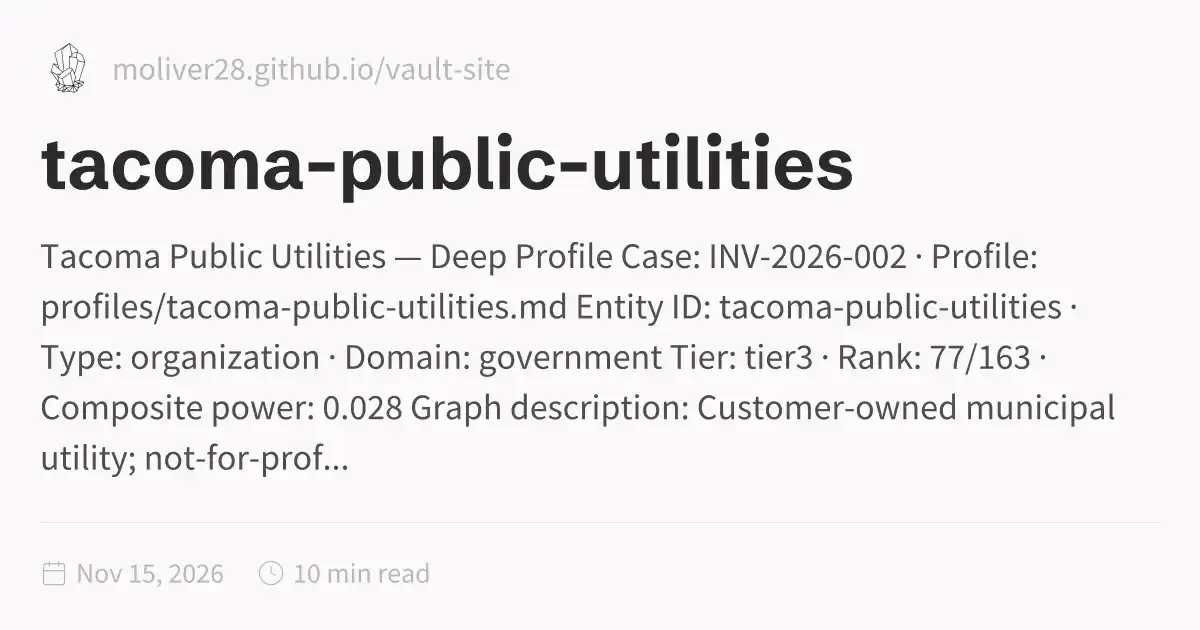 moliver28.github.io/vault-site
tacoma-public-utilities
Tacoma Public Utilities — Deep Profile Case: INV-2026-002 · Profile:
profiles/tacoma-public-utilities.md Entity ID: tacoma-public-utilities ·
Type: organization · Domain: government Tier: tier3 · Rank: 77/163 ·
Composite power: 0.028 Graph description: Customer-owned municipal
utility; not-for-prof...
Nov 15, 2026 10 min read